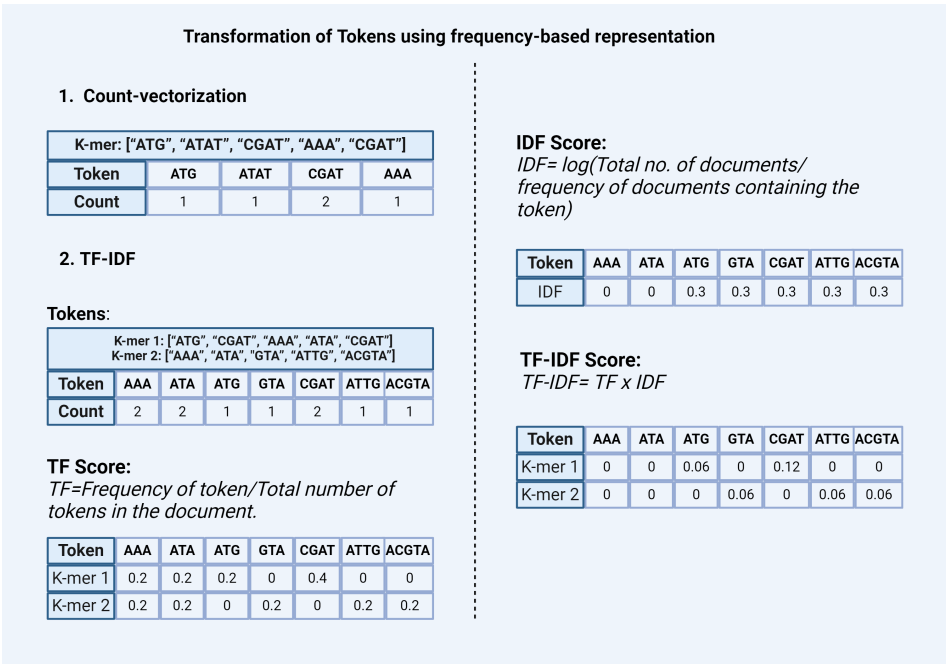 Transformation of Tokens using frequency-based representation
1. Count-vectorization
K-mer: [“ATG”, “ATAT”, “CGAT”, “AAA”, “CGAT”]
Token ATG ATAT CGAT AAA
Count 1 1 2 1
2. TF-IDF
Tokens:
K-mer 1: [“ATG”, “CGAT”, “AAA”, “ATA”, “CGAT”]
K-mer 2: [“AAA”, “ATA”, "GTA”, “ATTG”, “ACGTA”]
Token AAA ATA ATG GTA CGAT ATTG ACGTA
Count 2 2 1 1 2 1 1
TF Score:
TF=Frequency of token/Total number of
tokens in the document.
Token AAA ATA ATG GTA CGAT ATTG ACGTA
K-mer 1 0.2 0.2 0.2 0 0.4 0 0
K-mer 2 0.2 0.2 0 0.2 0 0.2 0.2
IDF Score:
IDF= log(Total no. of documents/
frequency of documents containing the
token)
Token AAA ATA ATG GTA CGAT ATTG ACGTA
IDF 0 0 0.3 0.3 0.3 0.3 0.3
TF-IDF Score:
TF-IDF= TF x IDF
Token AAA ATA ATG GTA CGAT ATTG ACGTA
K-mer 1 0 0 0.06 0 0.12 0 0
K-mer 2 0 0 0 0.06 0 0.06 0.06